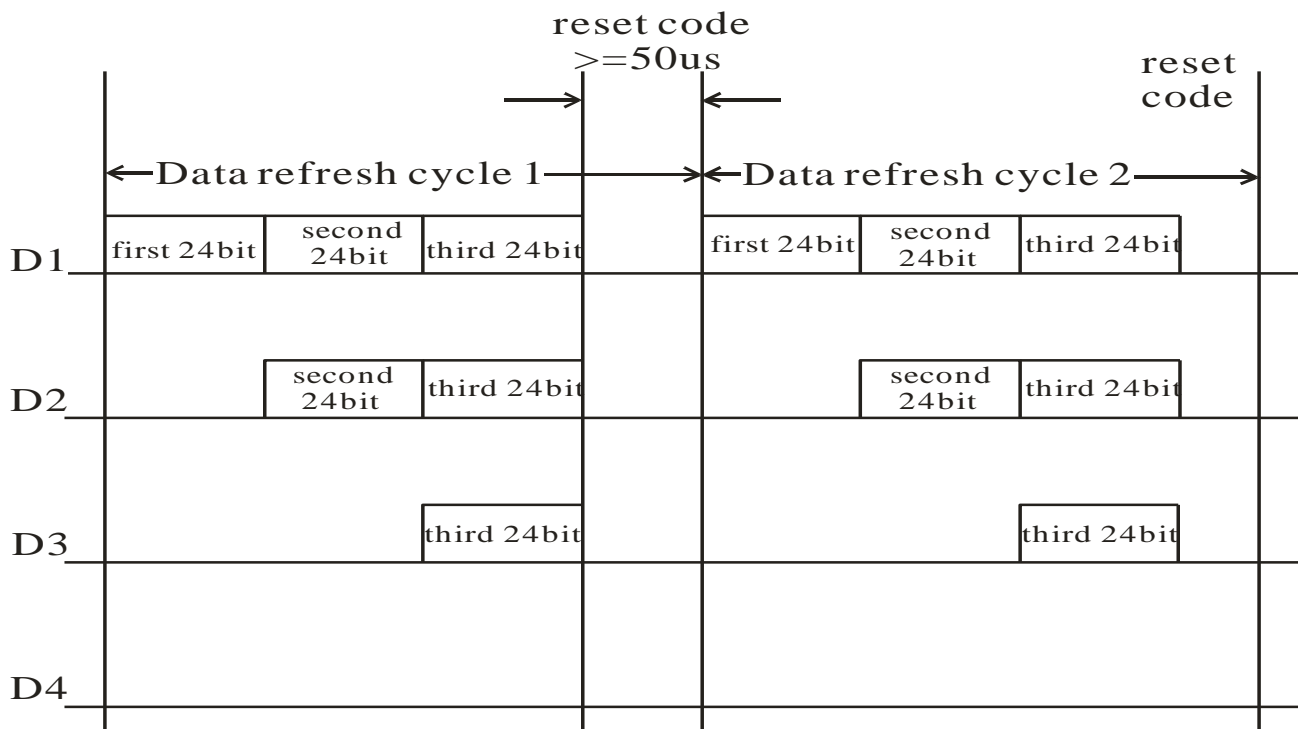 reset code
>=50us
reset
code
Data refresh cycle 1
Data refresh cycle 2
D1
first 24bit
second
24bit
third 24bit
first 24bit
second
24bit
third 24bit
D2
second
24bit
third 24bit
second
24bit
third 24bit
D3
third 24bit
third 24bit
D4